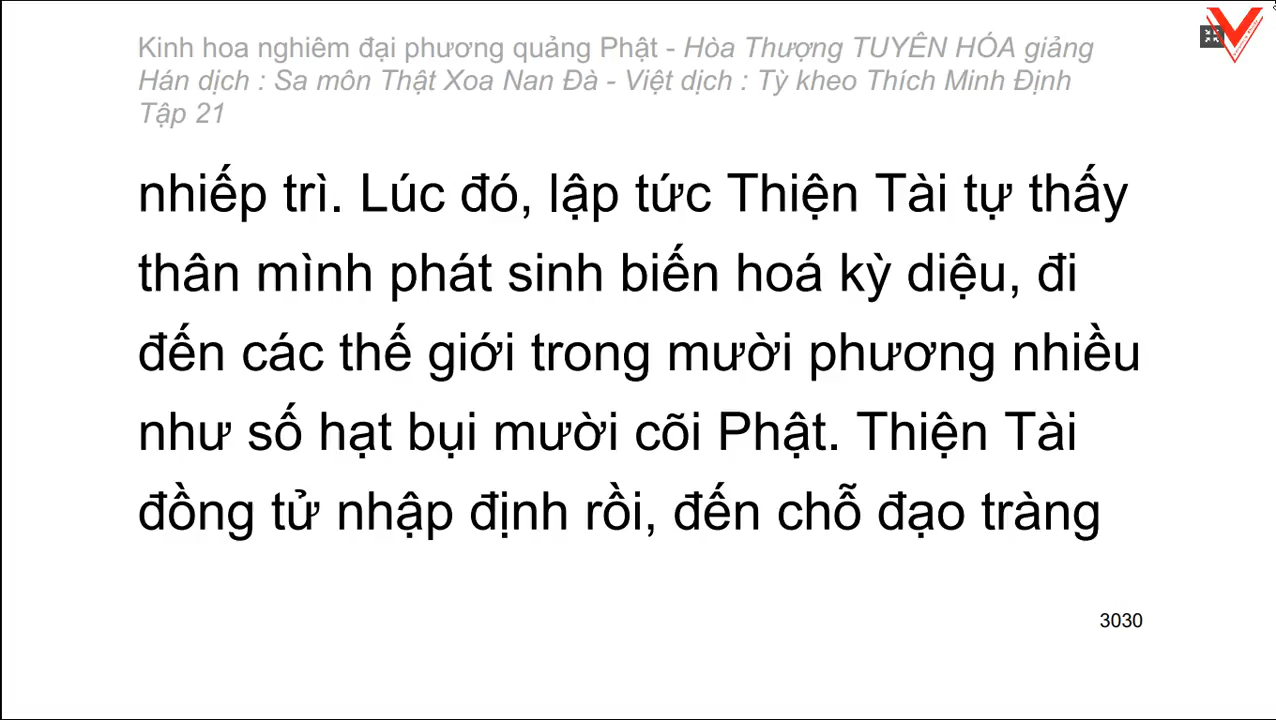 Kinh hoa nghiêm đại phương quảng Phật - Hòa Thượng TUYÊN HÓA giảng
Hán dịch : Sa môn Thật Xoa Nan Đà - Việt dịch : Tỳ kheo Thích Minh Định
Tập 21
nhiếp trì. Lúc đó, lập tức Thiện Tài tự thấy
thân mình phát sinh biến hoá kỳ diệu, đi
đến các thế giới trong mười phương nhiều
như số hạt bụi mười cõi Phật. Thiện Tài
đồng tử nhập định rồi, đến chỗ đạo tràng
3030